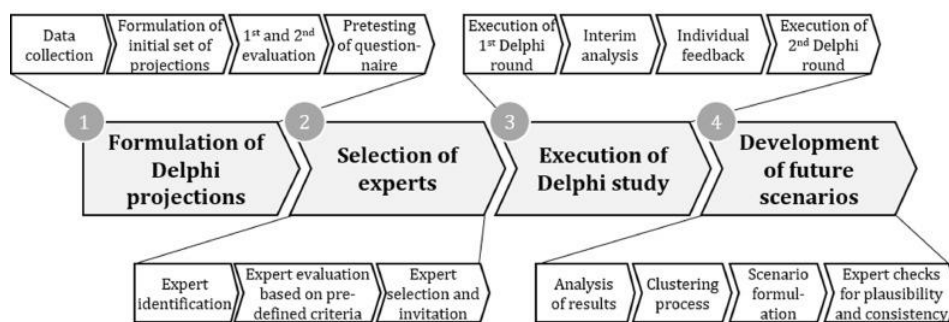 Data
collection
Formulation of
initial set of
projections
1st and 2nd
evaluation
Pretesting
of question-
naire
Execution of
1st Delphi
round
Interim
analysis
Individual
feedback
Execution of
2nd Delphi
round
1
Formulation of
Delphi
projections
2
Selection of
experts
3
Execution of
Delphi study
4
Development
of future
scenarios
Expert
identification
Expert evaluation
based on pre-
defined criteria
Expert
selection and
invitation
Analysis
of results
Clustering
process
Scenario
formul-
ation
Expert checks
for plausibility
and consistency